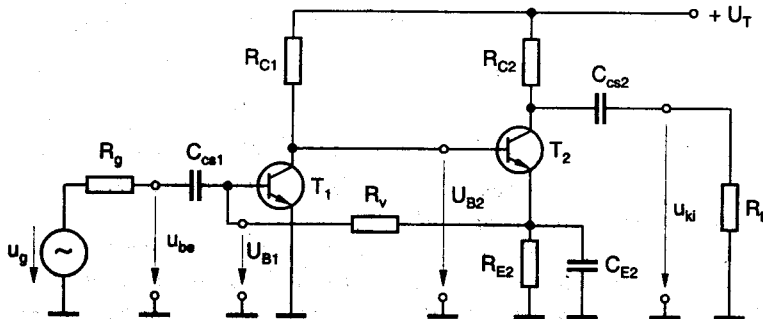 + U_T
R_C1
R_C2
C_cs2
R_g
C_cs1
T_1
T_2
R_v
U_B2
u_ki
R_t
u_g
~
u_be
U_B1
R_E2
C_E2